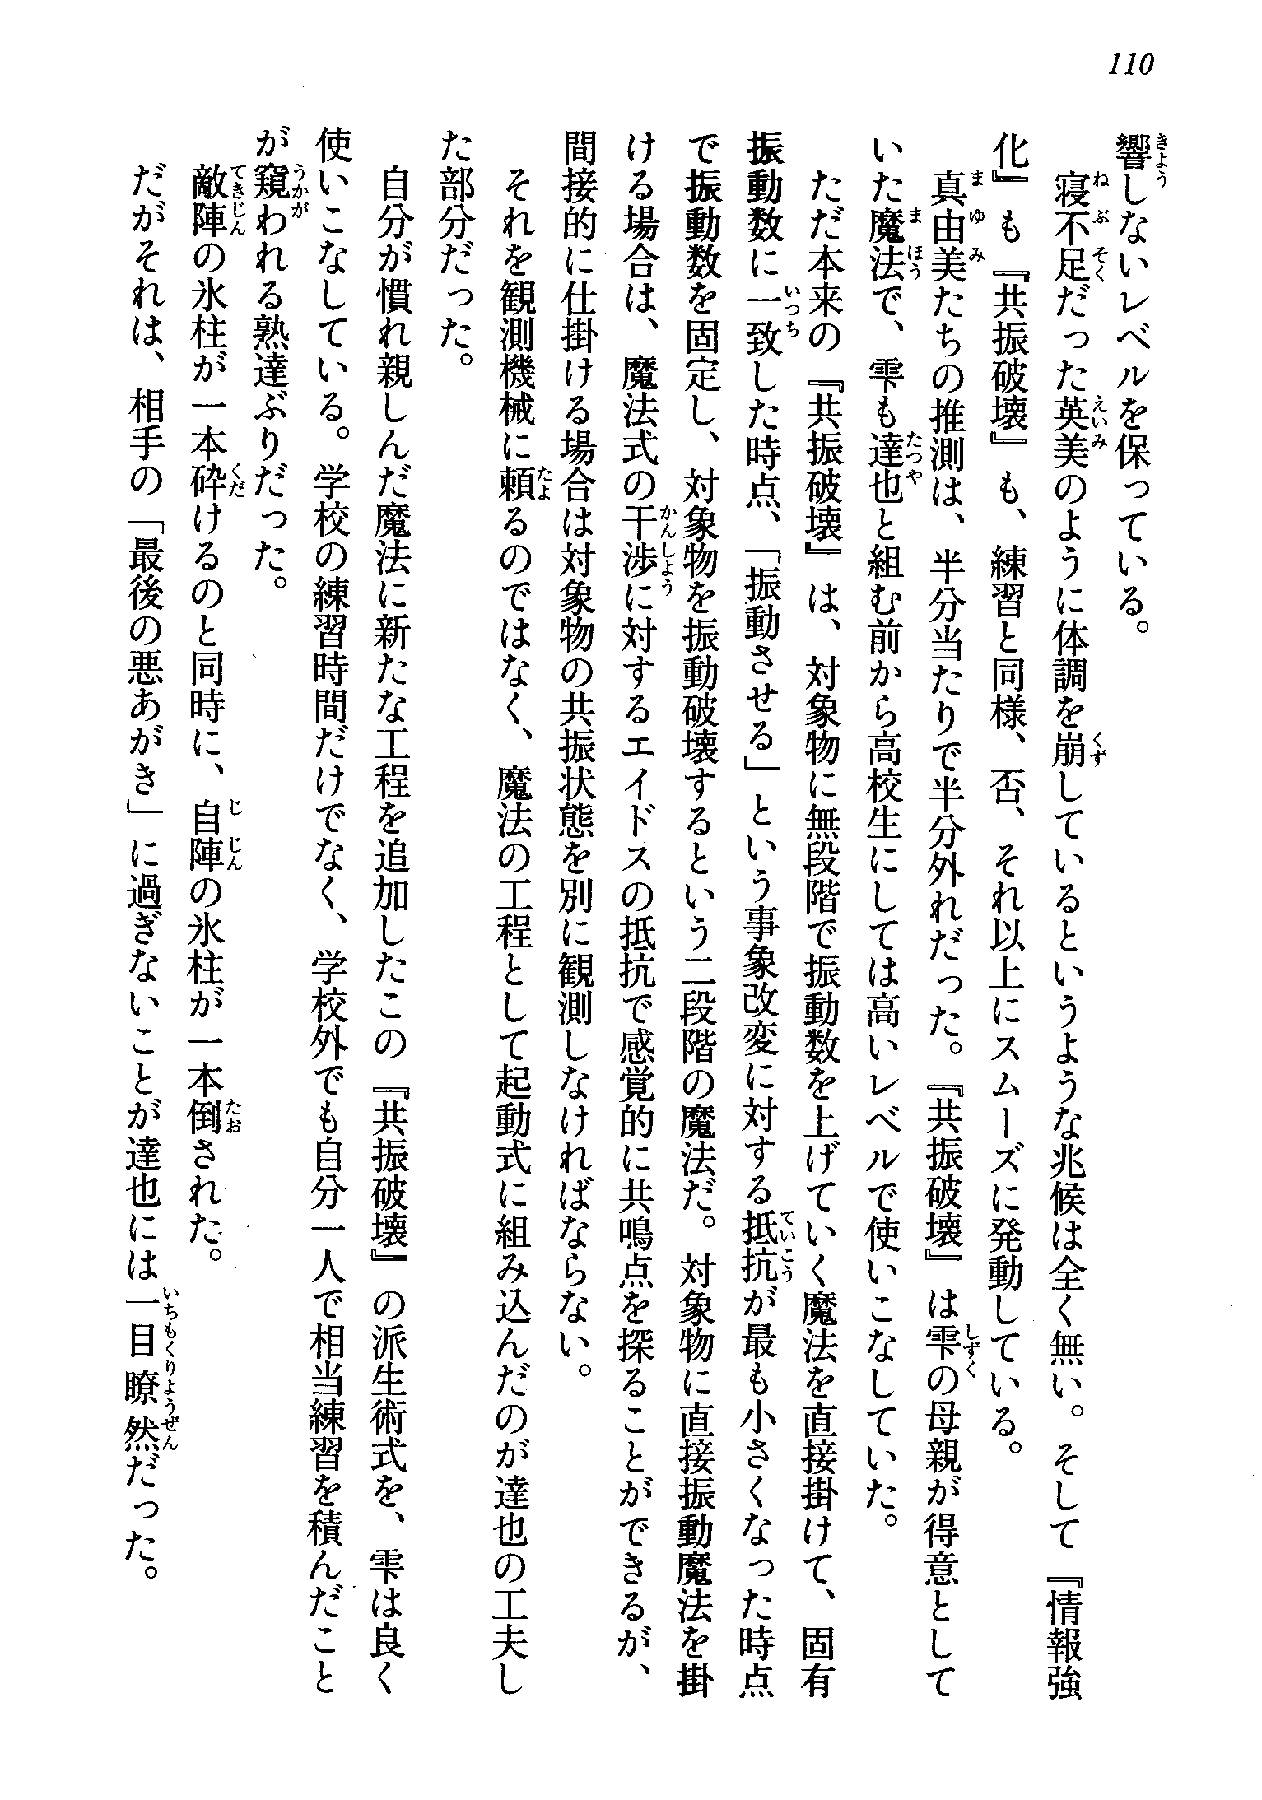 110
響しないレベルを保っている。
寝不足だった英美のように体調を崩しているというような兆候は全く無い。そして『情報強
化』も『共振破壊』も、練習と同様、否、それ以上にスムーズに発動している。
真由美たちの推測は、半分当たりで半分外れだった。『共振破壊』は雫の母親が得意として
いた魔法で、雫も達也と組む前から高校生にしては高いレベルで使いこなしていた。
ただ本来の『共振破壊』は、対象物に無段階で振動数を上げていく魔法を直接掛けて、固有
振動数に一致した時点、「振動させる」という事象改変に対する抵抗が最も小さくなった時点
で振動数を固定し、対象物を振動破壊するという二段階の魔法だ。対象物に直接振動魔法を掛
ける場合は、魔法式の干渉に対するエイドスの抵抗で感覚的に共鳴点を探ることができるが、
間接的に仕掛ける場合は対象物の共振状態を別に観測しなければならない。
それを観測機械に頼るのではなく、魔法の工程として起動式に組み込んだのが達也の工夫し
た部分だった。
自分が慣れ親しんだ魔法に新たな工程を追加したこの『共振破壊』の派生術式を、雫は良く
使いこなしている。学校の練習時間だけでなく、学校外でも自分一人で相当練習を積んだこと
が窺われる熟達ぶりだった。
敵陣の氷柱が一本砕けるのと同時に、自陣の氷柱が一本倒された。
だがそれは、相手の「最後の悪あがき」に過ぎないことが達也には一目瞭然だった。